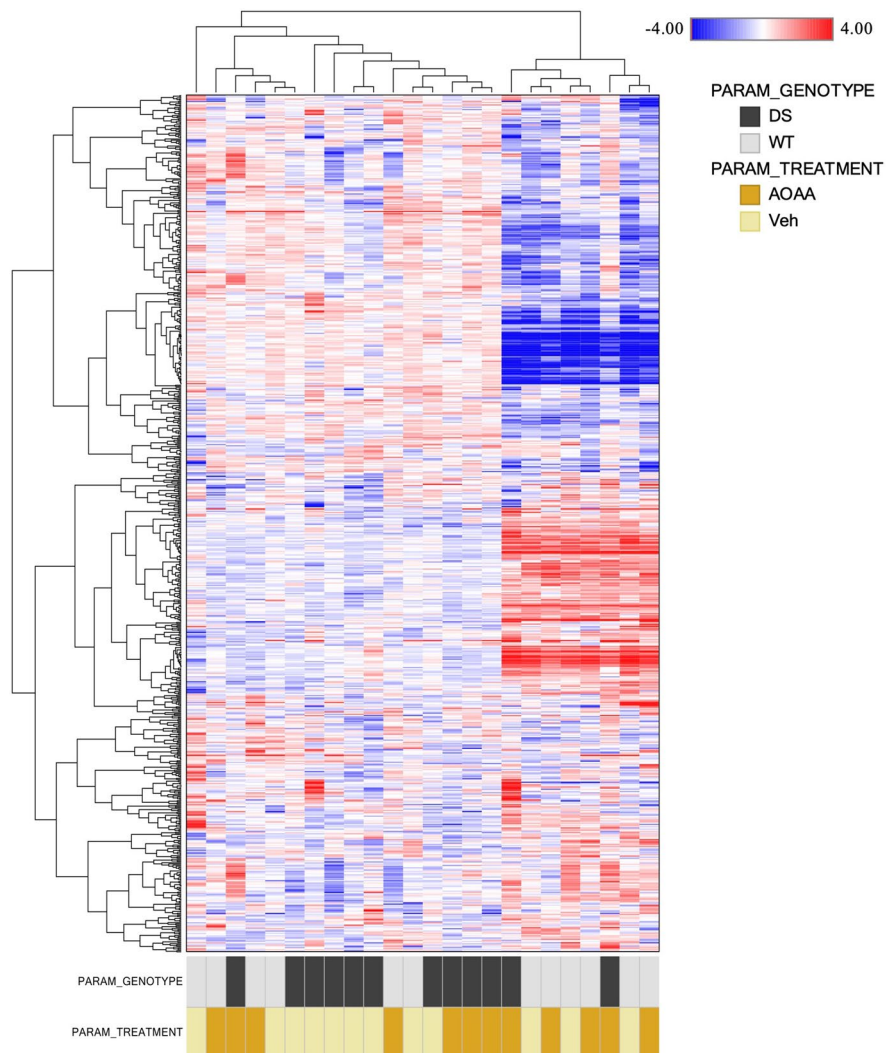 -4.00 4.00
PARAM_GENOTYPE
DS
WT
PARAM_TREATMENT
AOAA
Veh
PARAM_GENOTYPE
PARAM_TREATMENT